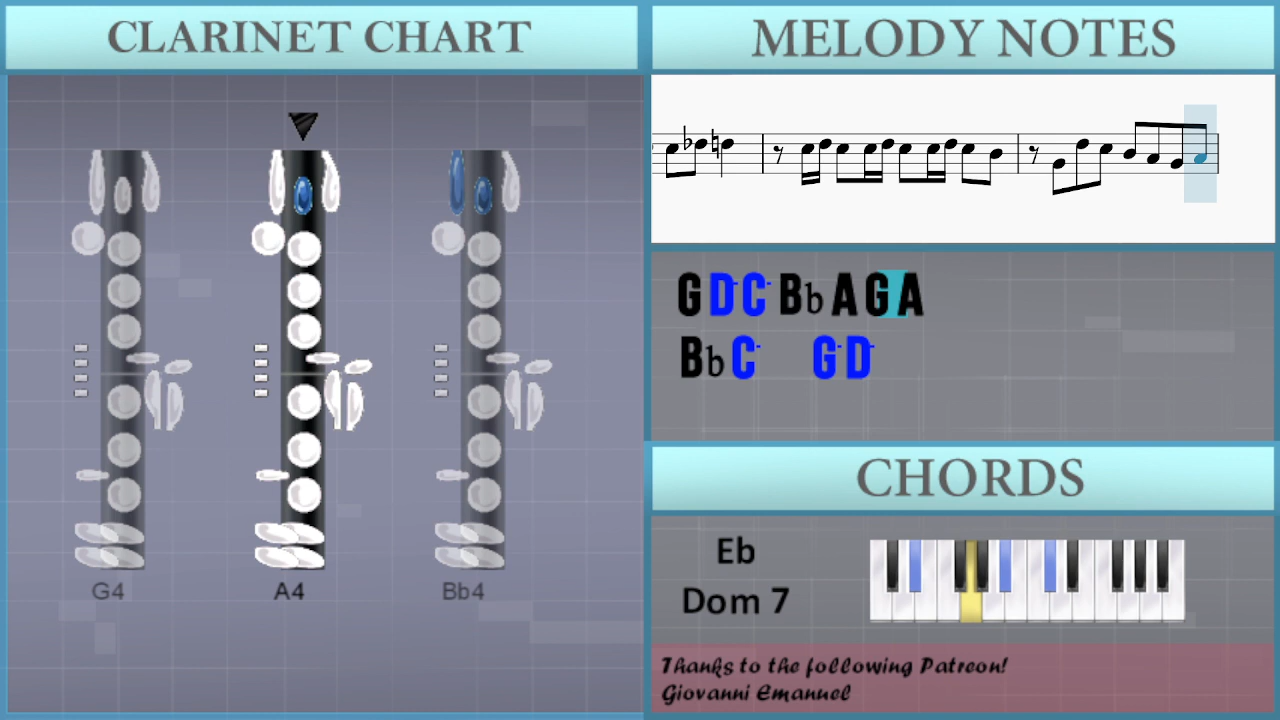 CLARINET CHART
G4 A4 Bb4
MELODY NOTES
G D C Bb A G A
Bb C G D
CHORDS
Eb
Dom 7
Thanks to the following Patreon!
Giovanni Emanuel